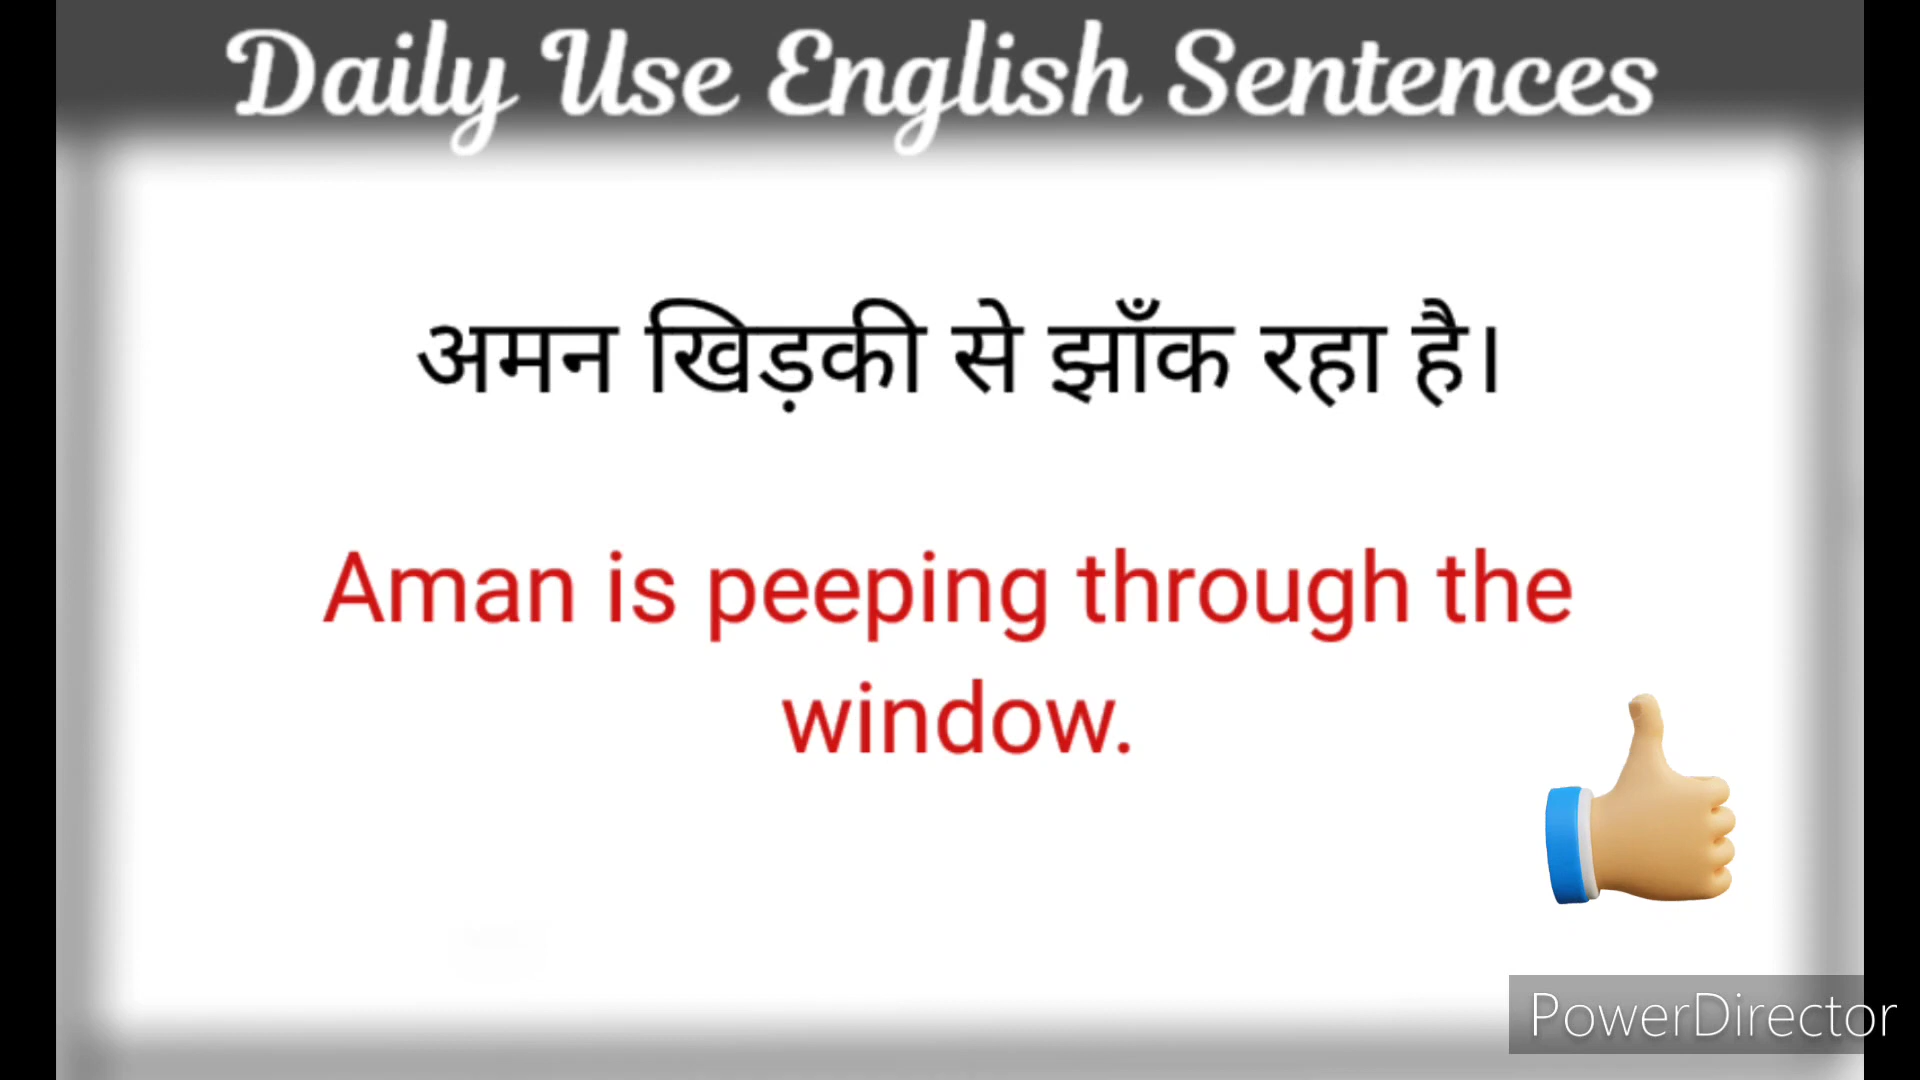 Daily Use English Sentences
अमन खिड़की से झाँक रहा है।
Aman is peeping through the
window.
PowerDirector